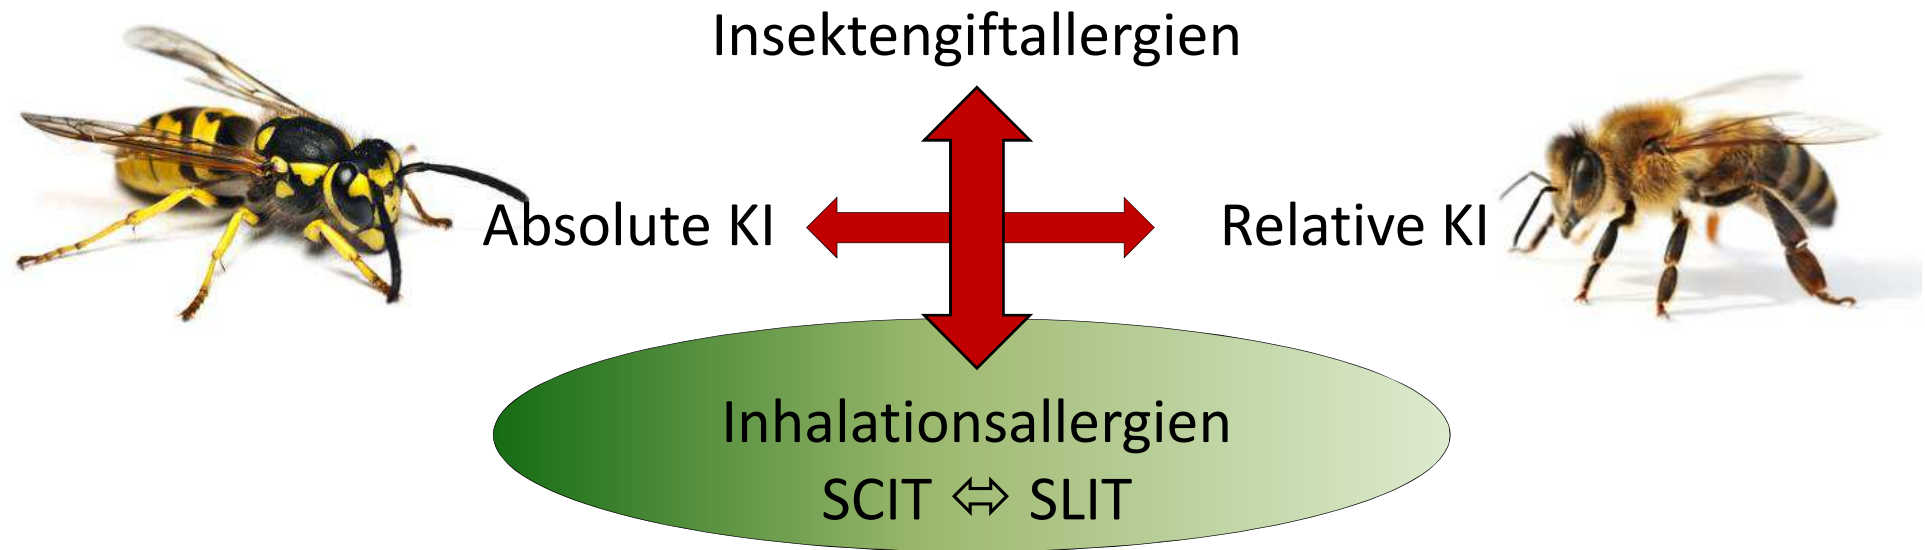 Insektengiftallergien
Absolute KI
Relative KI
Inhalationsallergien
SCIT ⬄ SLIT